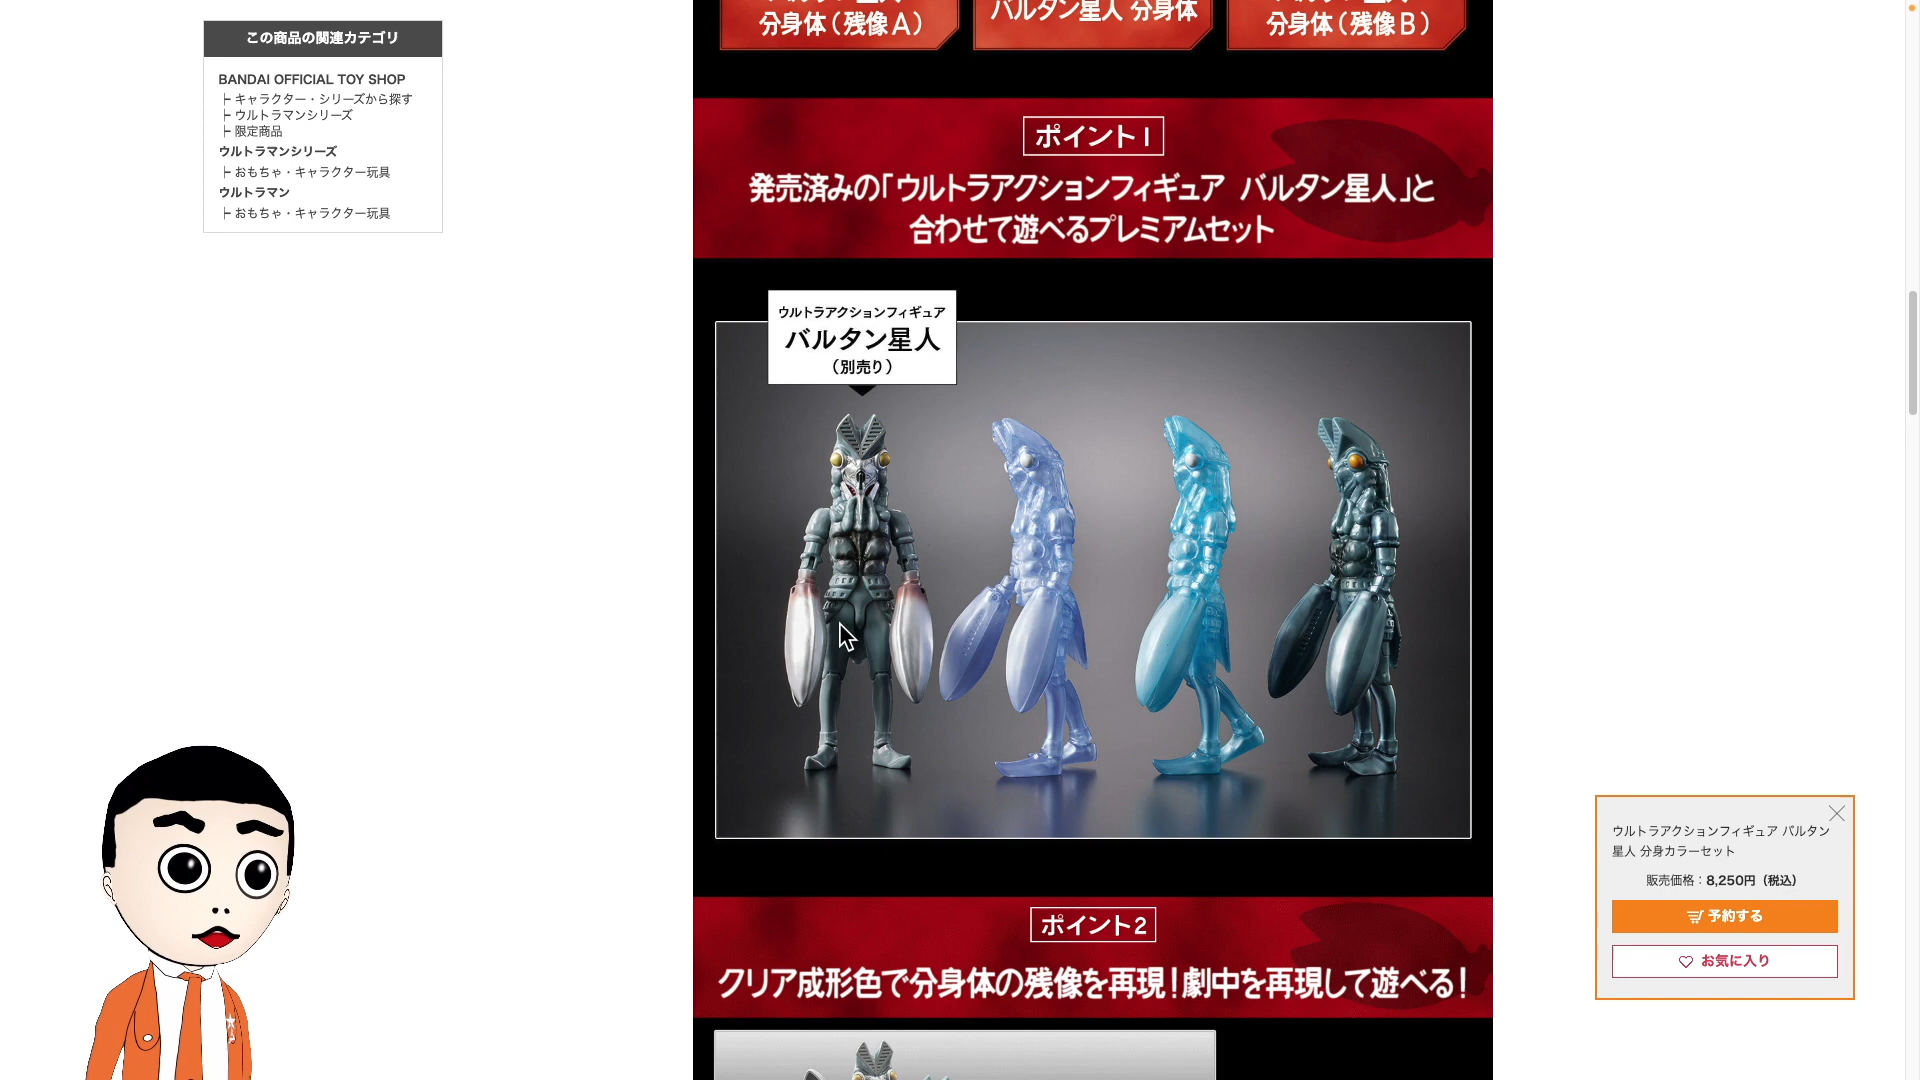 この商品の関連カテゴリ
BANDAI OFFICIAL TOY SHOP
┝ キャラクター・シリーズから探す
┝ ウルトラマンシリーズ
┝ 限定商品
ウルトラマンシリーズ
┝ おもちゃ・キャラクター玩具
ウルトラマン
┝ おもちゃ・キャラクター玩具
分身体（残像A）
バルタン星人 分身体
分身体（残像B）
ポイント1
発売済みの「ウルトラアクションフィギュア バルタン星人」と
合わせて遊べるプレミアムセット
ウルトラアクションフィギュア
バルタン星人
（別売り）
ポイント2
クリア成形色で分身体の残像を再現！劇中を再現して遊べる！
ウルトラアクションフィギュア バルタン
星人 分身カラーセット
販売価格：8,250円（税込）
予約する
お気に入り